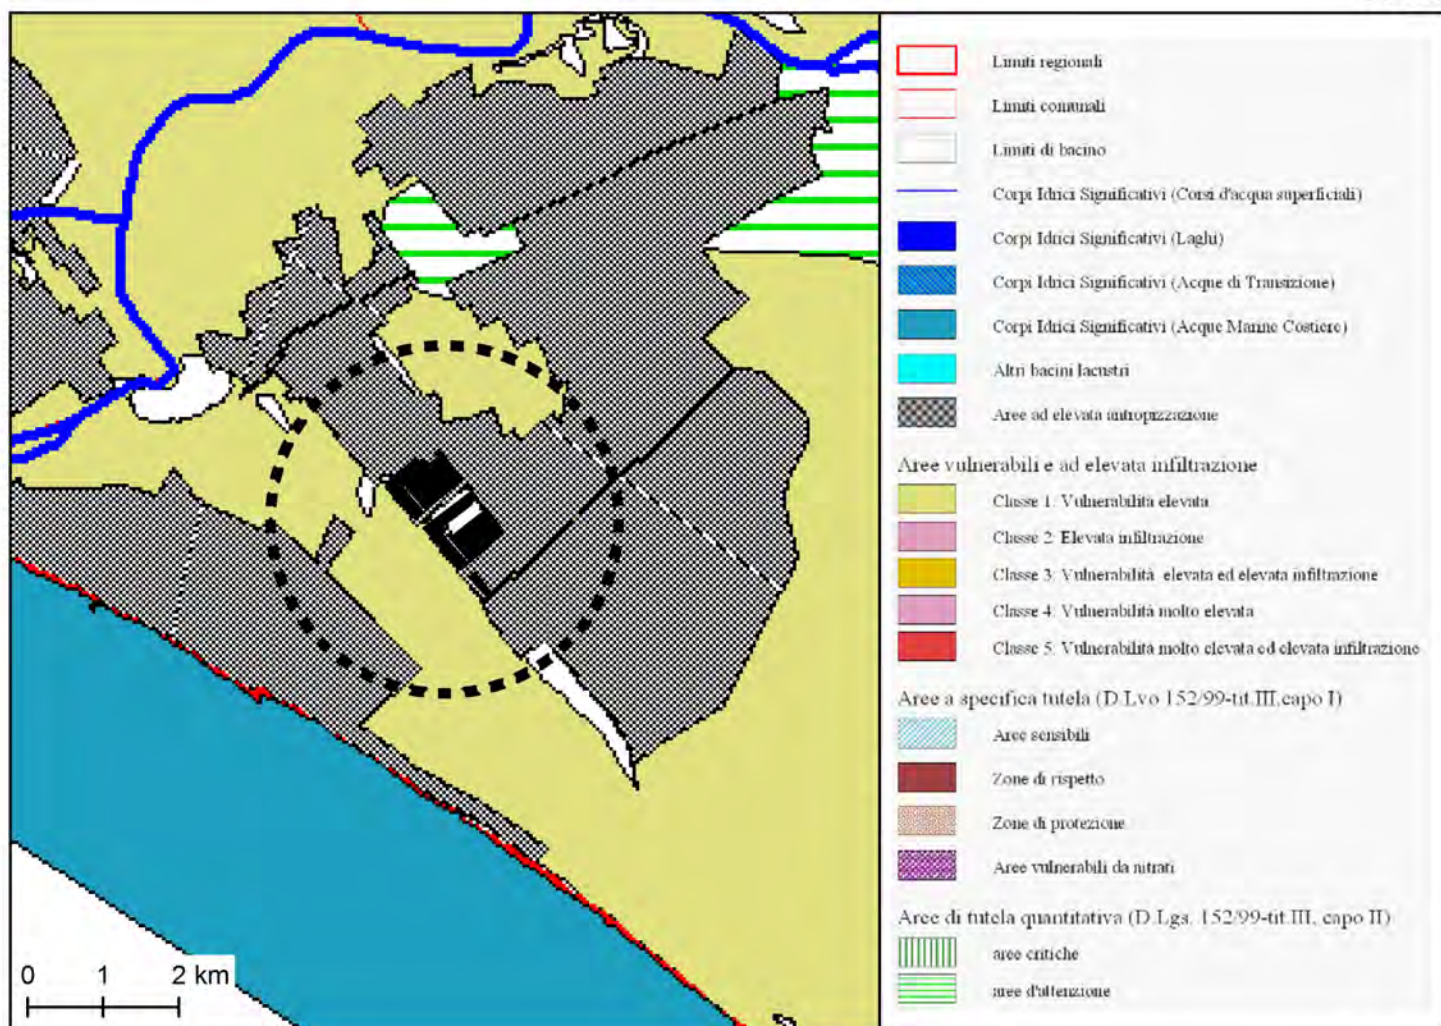 Limiti regionali
Limiti comunali
Limiti di bacino
Corpi Idrici Significativi (Corsi d'acqua superficiali)
Corpi Idrici Significativi (Laghi)
Corpi Idrici Significativi (Acque di Transizione)
Corpi Idrici Significativi (Acque Marine Costiere)
Altri bacini lacustri
Aree ad elevata antropizzazione
Aree vulnerabili e ad elevata infiltrazione
Classe 1: Vulnerabilità elevata
Classe 2: Elevata infiltrazione
Classe 3: Vulnerabilità elevata ed elevata infiltrazione
Classe 4: Vulnerabilità molto elevata
Classe 5: Vulnerabilità molto elevata ed elevata infiltrazione
Aree a specifica tutela (D.Lvo 152/99-tit.III,capo I)
Aree sensibili
Zone di rispetto
Zone di protezione
Aree vulnerabili da nitrati
Aree di tutela quantitativa (D.Lgs. 152/99-tit.III, capo II)
aree critiche
aree d'attenzione
0 1 2 km